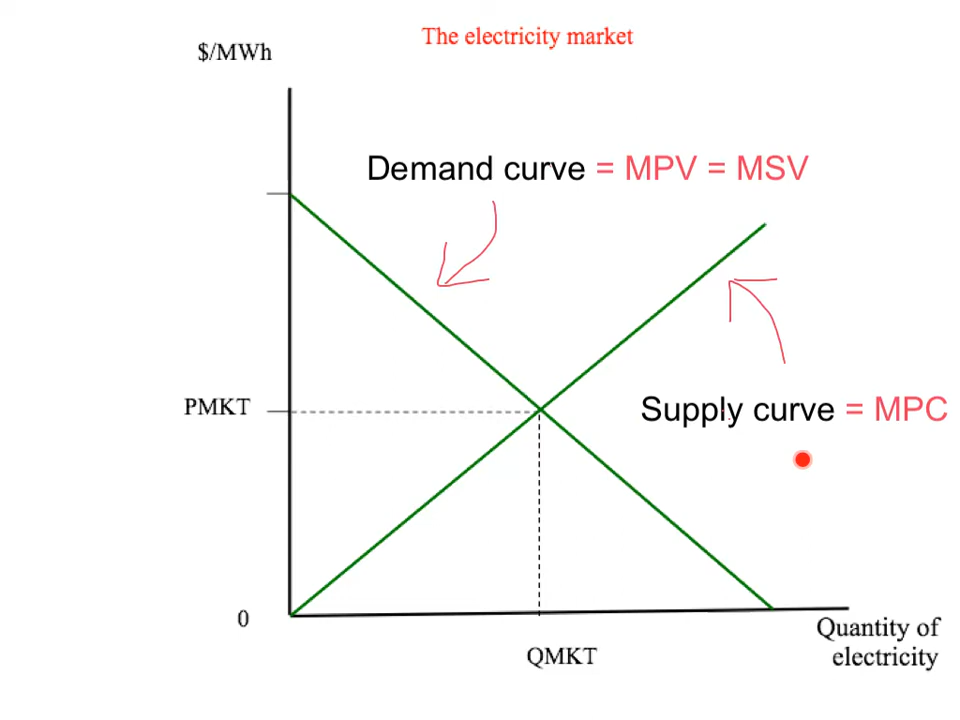 The electricity market
$/MWh
Demand curve = MPV = MSV
PMKT
Supply curve = MPC
0
QMKT
Quantity of
electricity